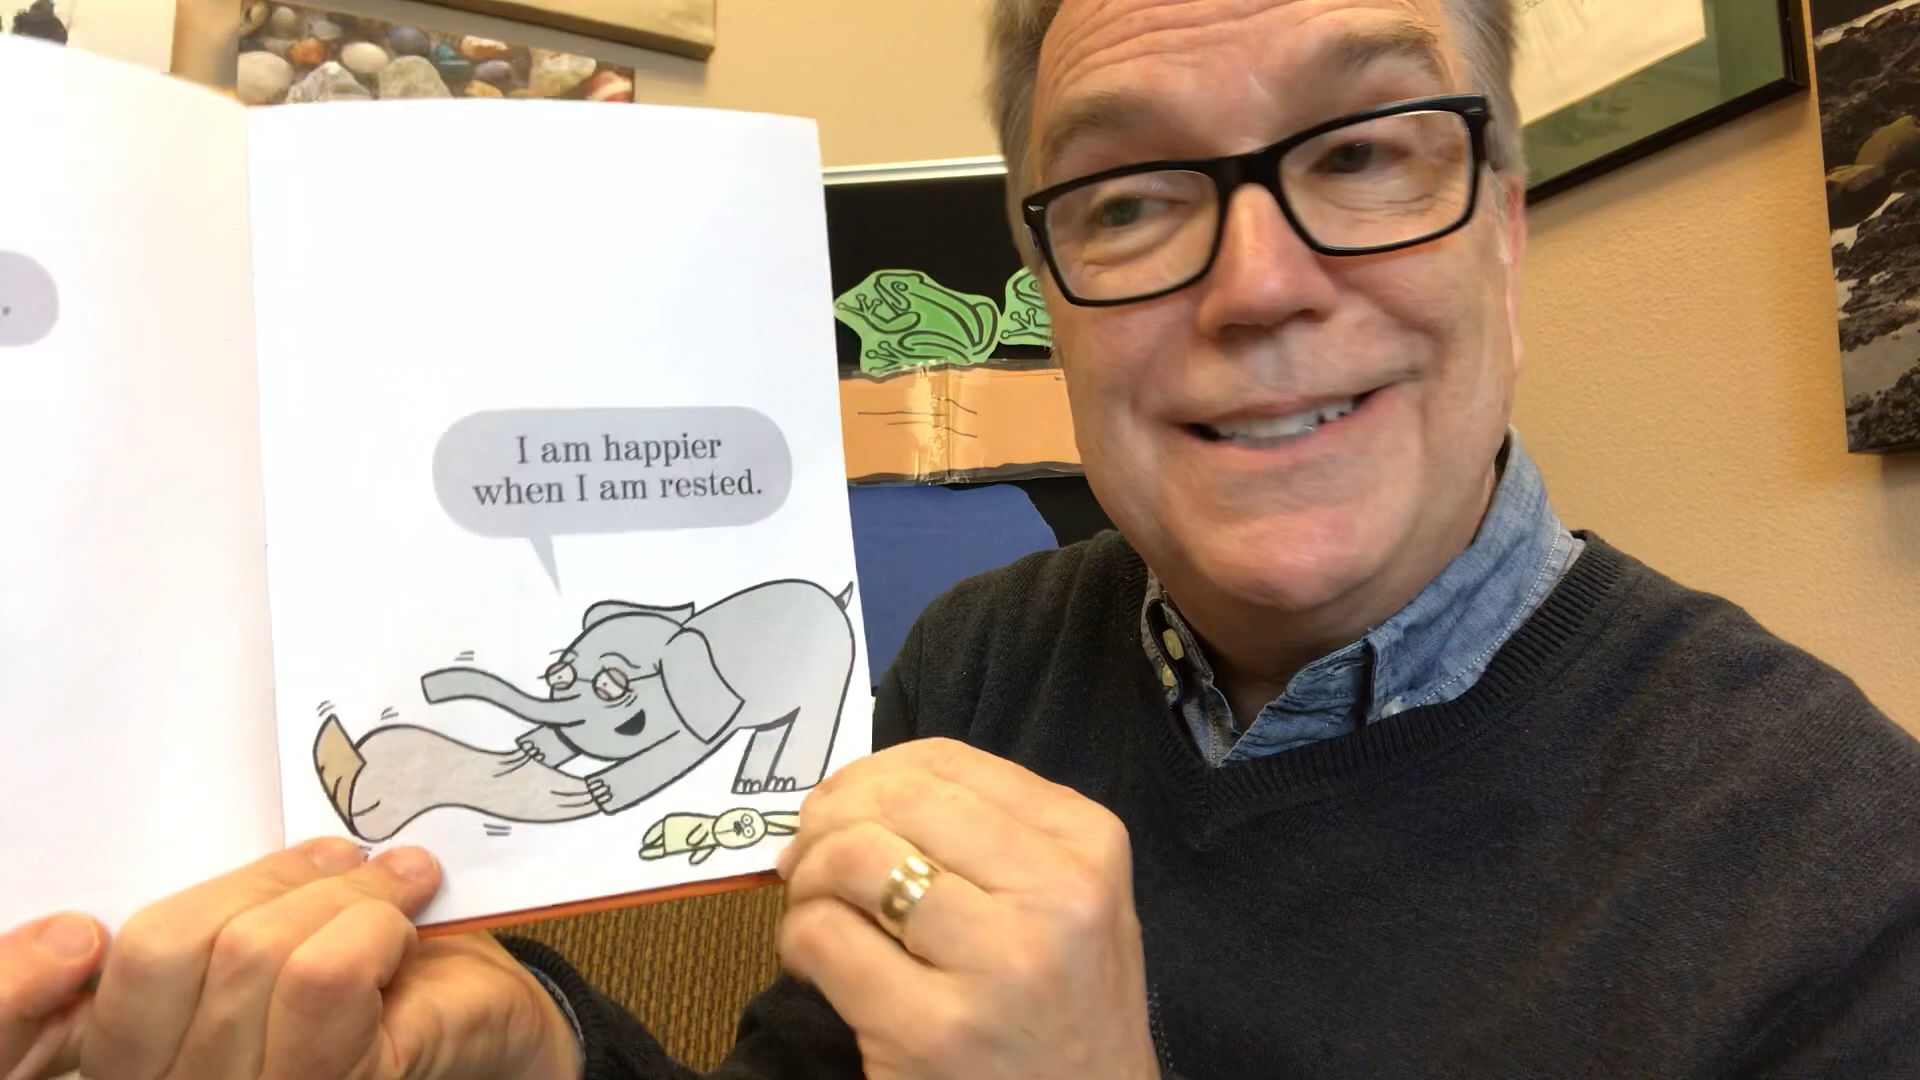 ,
I am happier
when I am rested.